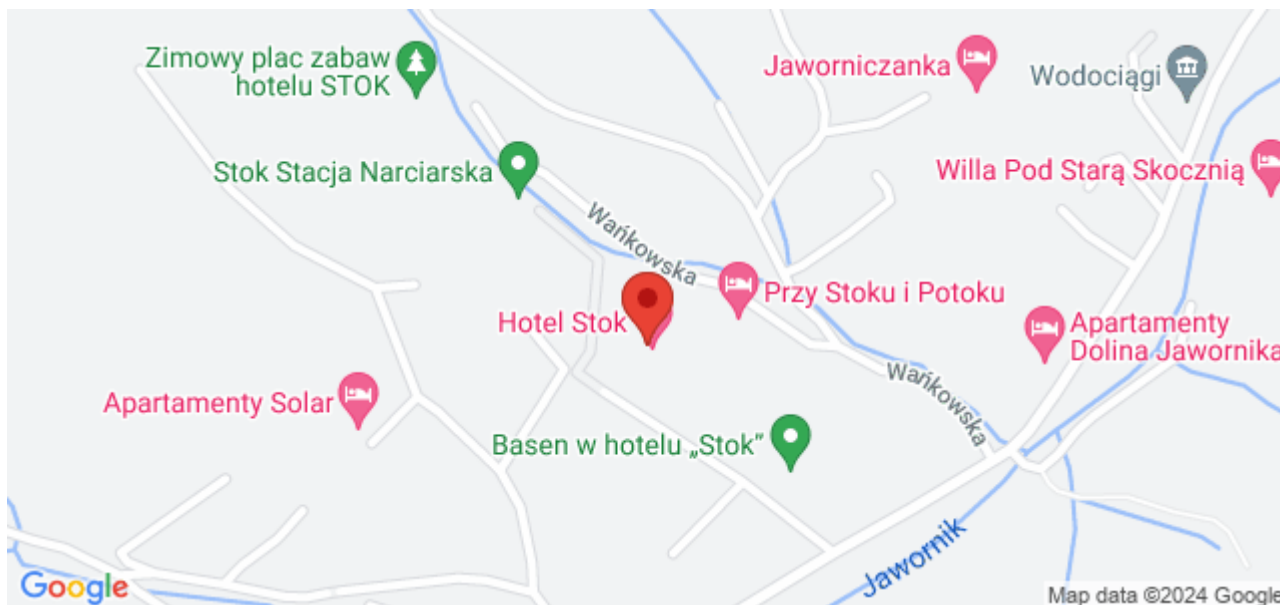 Zimowy plac zabaw
hotelu STOK
Jaworniczanka
Wodociągi
Stok Stacja Narciarska
Willa Pod Starą Skocznią
Wańkowska
Przy Stoku i Potoku
Hotel Stok
Apartamenty
Dolina Jawornika
Wańkowska
Apartamenty Solar
Basen w hotelu „Stok”
Jawornik
Google
Map data ©2024 Google